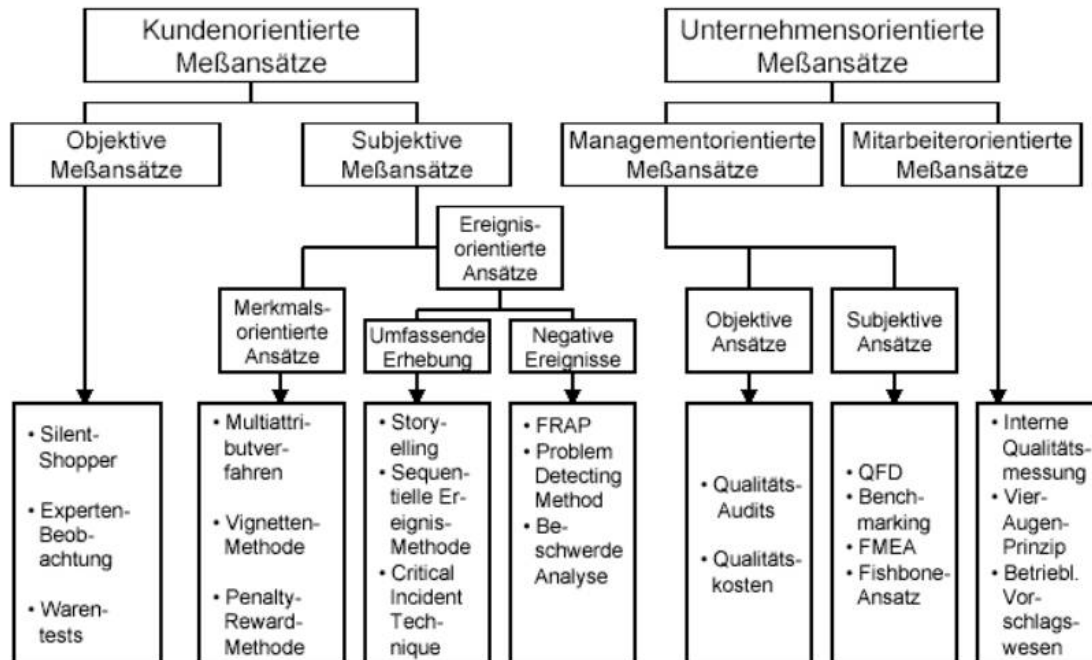 Kundenorientierte
Meßansätze
Unternehmensorientierte
Meßansätze
Objektive
Meßansätze
Subjektive
Meßansätze
Managementorientierte
Meßansätze
Mitarbeiterorientierte
Meßansätze
Ereignis-
orientierte
Ansätze
Merkmals-
orientierte
Ansätze
Umfassende
Erhebung
Negative
Ereignisse
Objektive
Ansätze
Subjektive
Ansätze
• Silent-
Shopper
• Experten-
Beob-
achtung
• Waren-
tests
• Multiattri-
butver-
fahren
• Vignetten-
Methode
• Penalty-
Reward-
Methode
• Story-
elling
• Sequen-
tielle Er-
eignis-
Methode
• Critical
Incident
Tech-
nique
• FRAP
• Problem
Detecting
Method
• Be-
schwerde
Analyse
• Qualitäts-
Audits
• Qualitäts-
kosten
• QFD
• Bench-
marking
• FMEA
• Fishbone-
Ansatz
• Interne
Qualitäts-
messung
• Vier-
Augen-
Prinzip
• Betriebl.
Vor-
schlags-
wesen